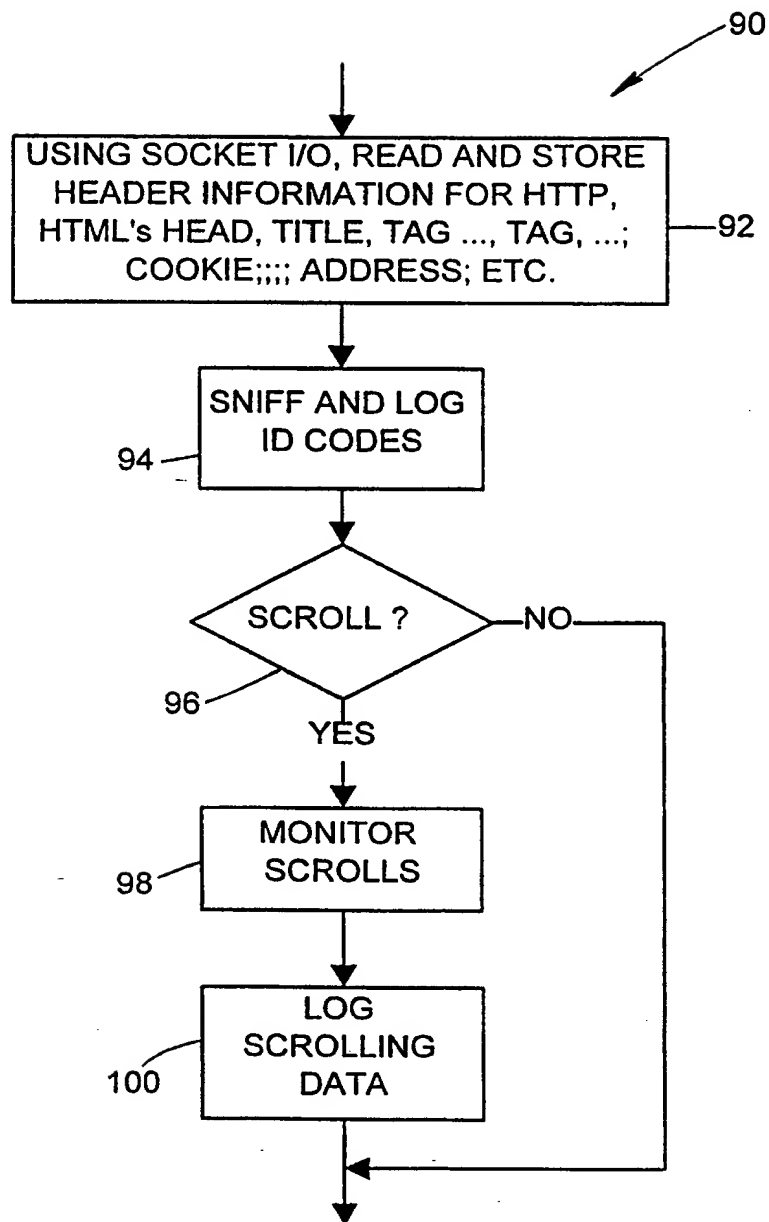 90
USING SOCKET I/O, READ AND STORE
HEADER INFORMATION FOR HTTP,
HTML's HEAD, TITLE, TAG ..., TAG, ...;
COOKIE;;;; ADDRESS; ETC.
92
SNIFF AND LOG
ID CODES
94
SCROLL ?
NO
96
YES
MONITOR
SCROLLS
98
LOG
SCROLLING
DATA
100